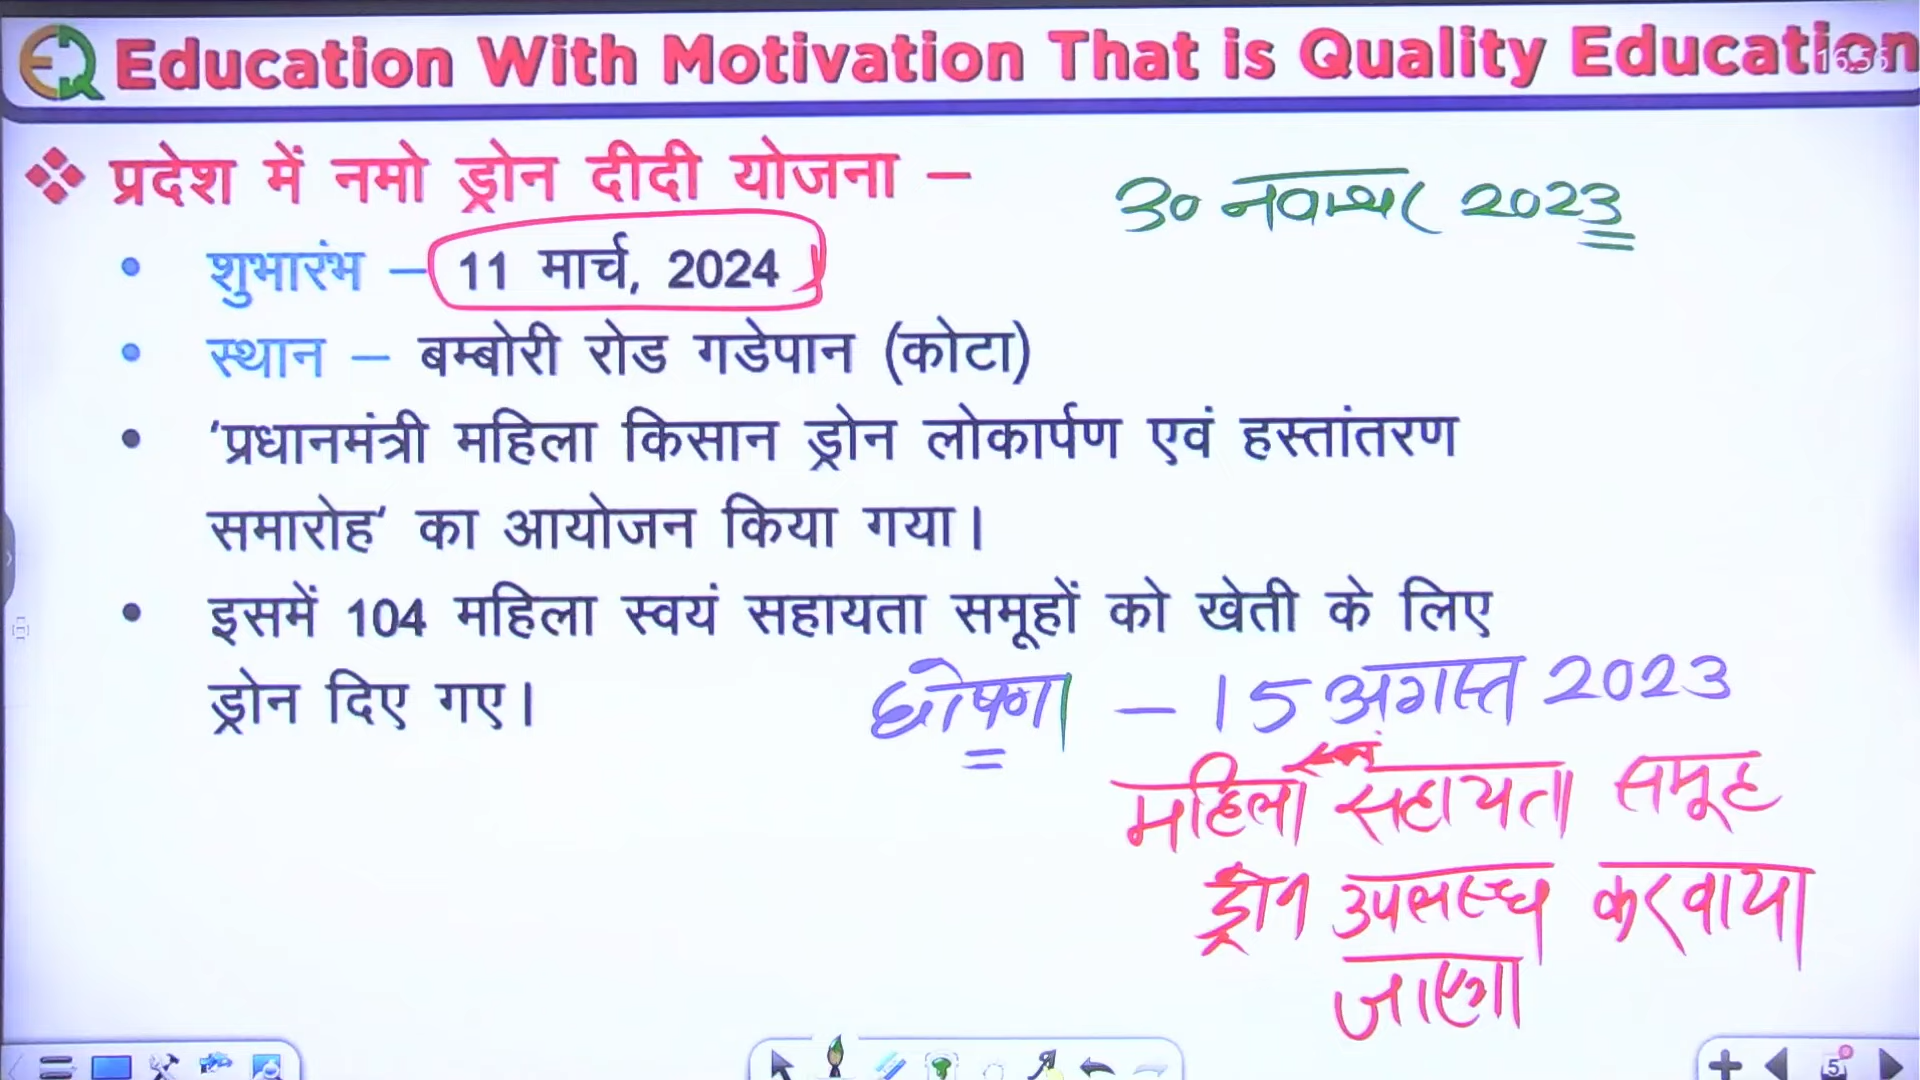 Education With Motivation That is Quality Education
❖ प्रदेश में नमो ड्रोन दीदी योजना –
30 नवम्बर 2023
• शुभारंभ – 11 मार्च, 2024
• स्थान – बम्बोरी रोड गडेपान (कोटा)
• 'प्रधानमंत्री महिला किसान ड्रोन लोकार्पण एवं हस्तांतरण
समारोह' का आयोजन किया गया।
• इसमें 104 महिला स्वयं सहायता समूहों को खेती के लिए
ड्रोन दिए गए।
घोषणा – 15 अगस्त 2023
महिला सहायता समूह
ड्रोन उपलब्ध करवाया
जाएगा
5